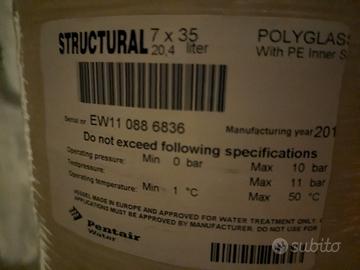 STRUCTURAL 7 x 35 POLYGLASS
20,4 liter With PE Inner
Serial nr EW11 088 6836 Manufacturing year 201
Do not exceed following specifications
Operating pressure: Min 0 bar Max 10 bar
Testpressure: Max 11 bar
Operating temperature: Min 1 °C Max 50 °C
VESSEL MADE IN EUROPE AND APPROVED FOR WATER TREATMENT ONLY.
APPLICATIONS MUST BE APPROVED BY MANUFACTURER. DO NOT USE FOR
Pentair
Water
subito